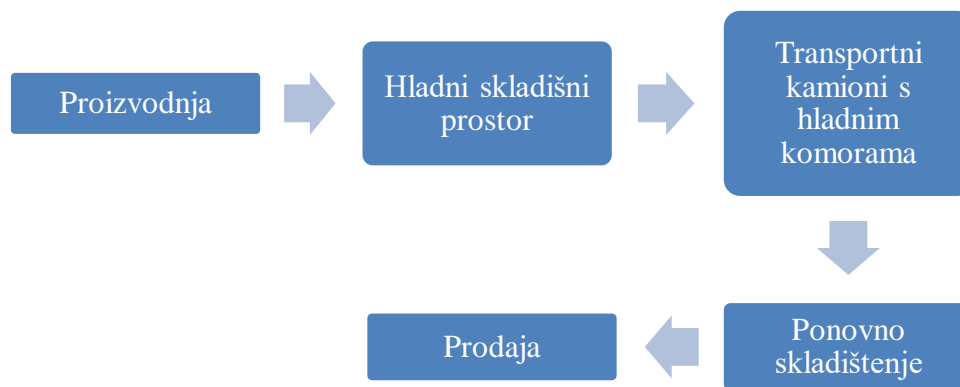 Proizvodnja
Hladni skladišni
prostor
Transportni
kamioni s
hladnim
komorama
Ponovno
skladištenje
Prodaja